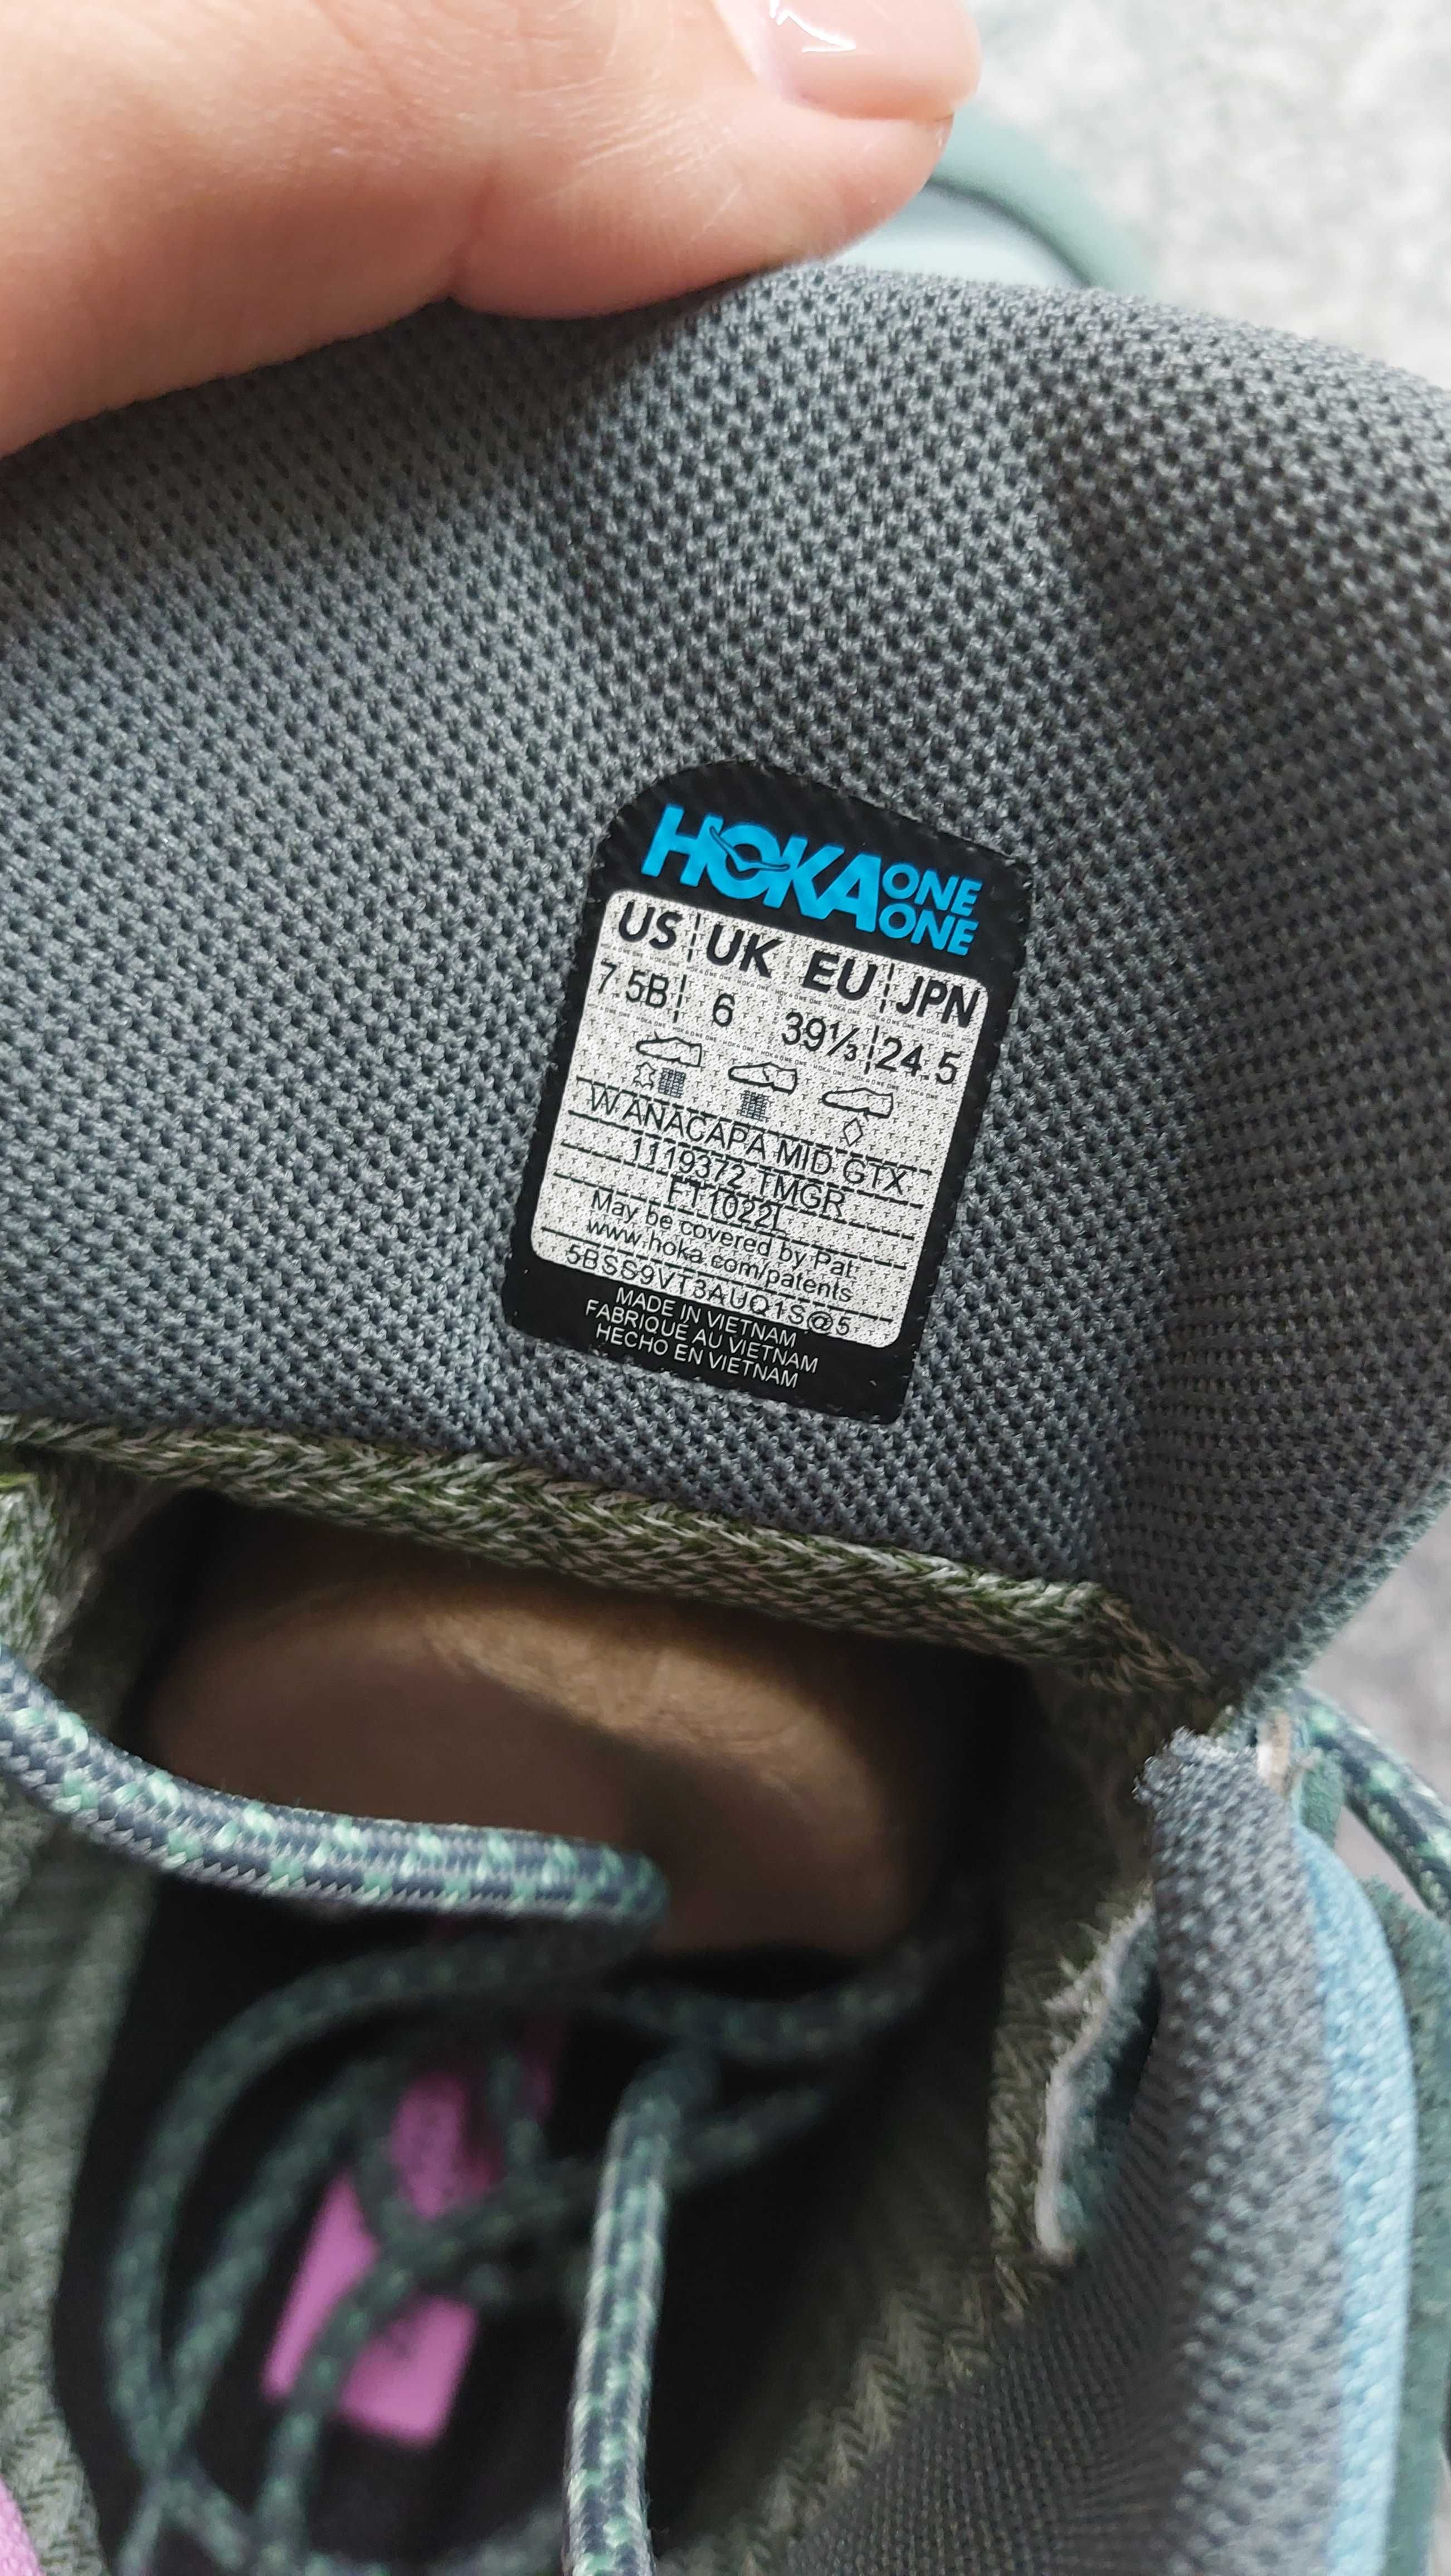 HOKA ONE ONE
US UK EU JPN
7.5B 6 39⅓ 24.5
W ANACAPA MID GTX
1119372 TMGR
FT1022L
May be covered by Pat:
www.hoka.com/patents
5BSS9VT3AUQ1S@5
MADE IN VIETNAM
FABRIQUÉ AU VIETNAM
HECHO EN VIETNAM